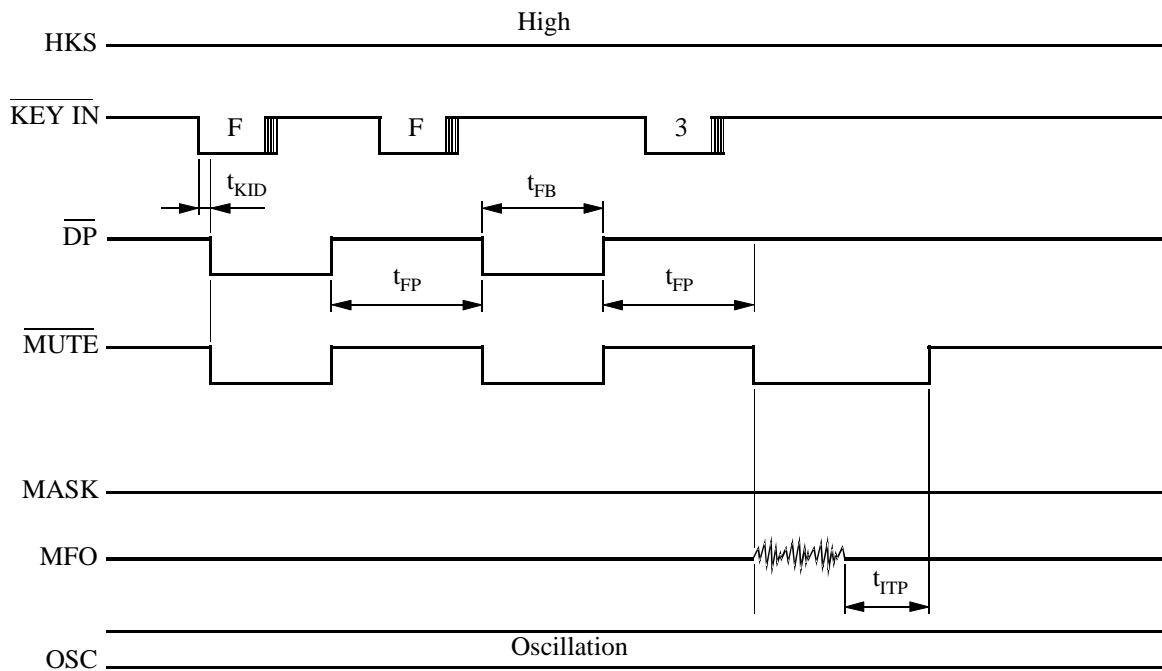 High
HKS
KEY IN
F F 3
tKID tFB
DP
tFP tFP
MUTE
MASK
MFO
tITP
Oscillation
OSC